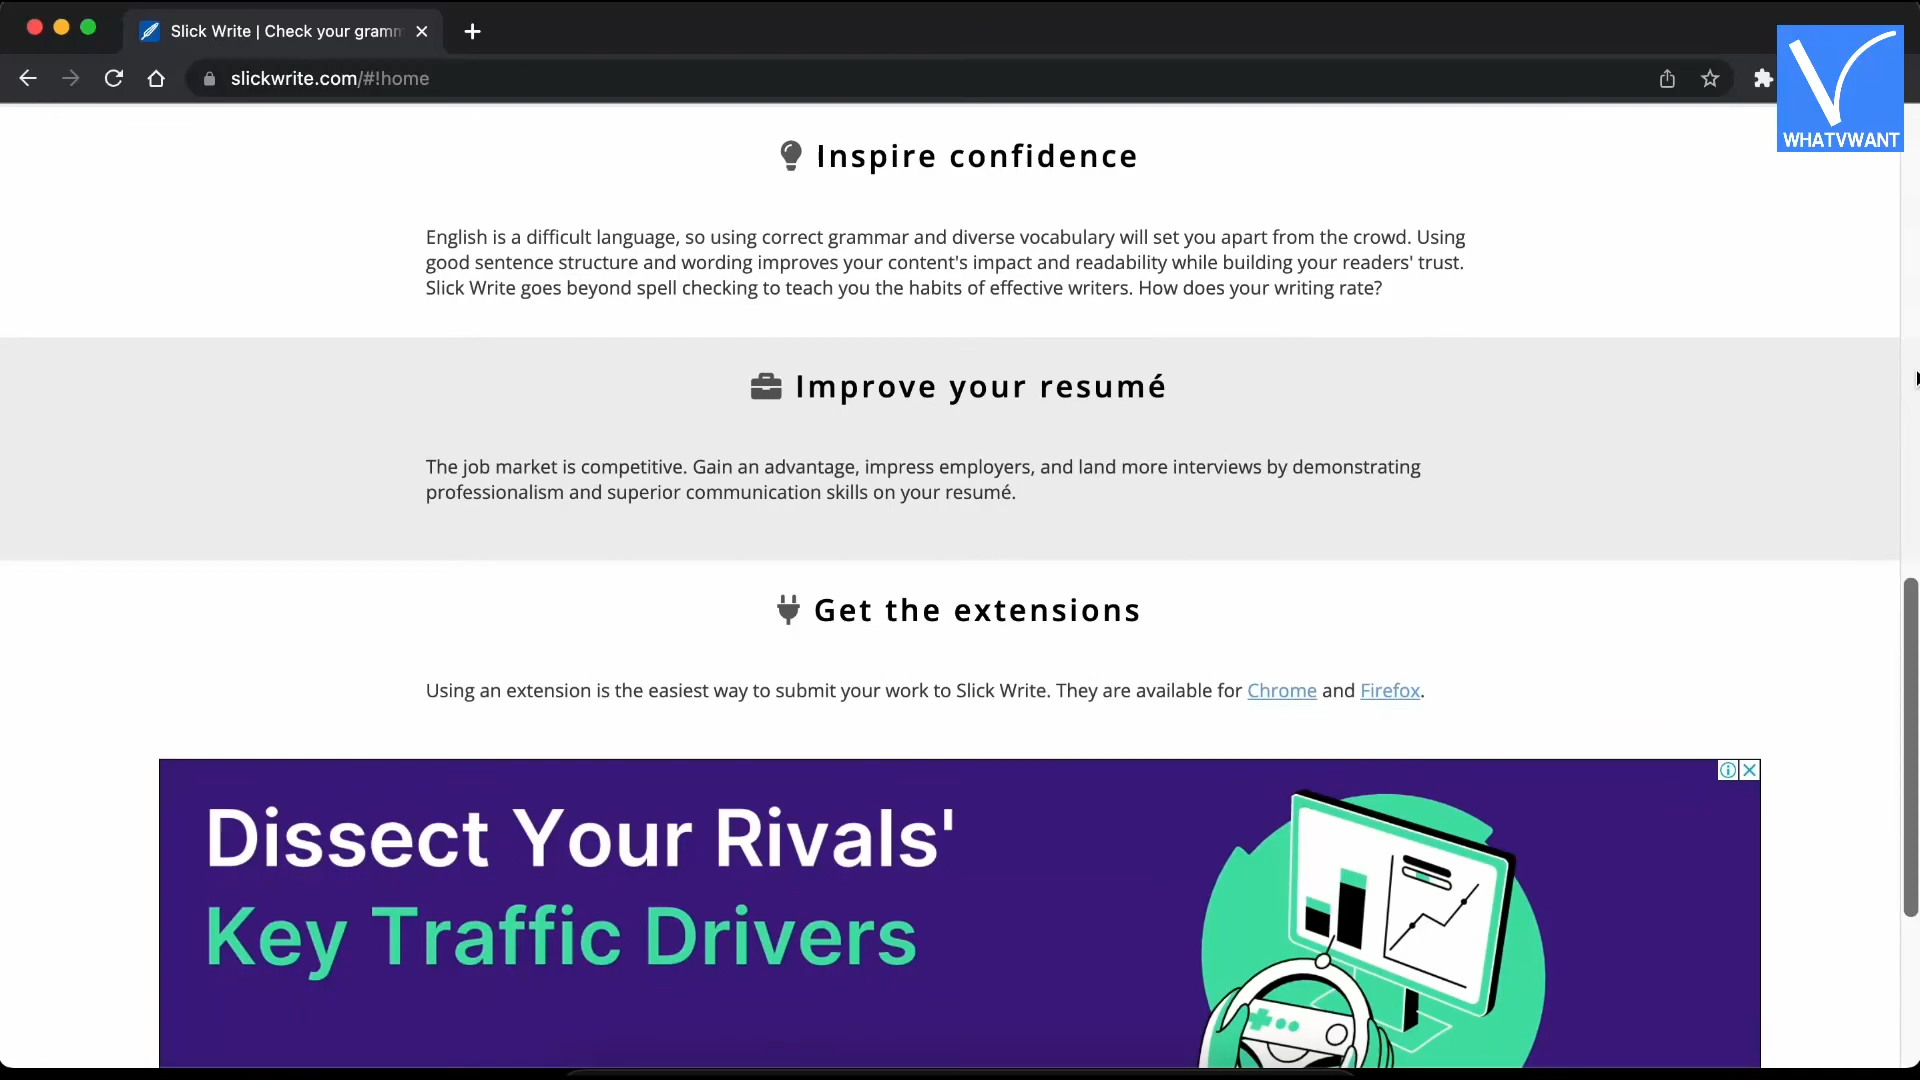 Slick Write | Check your gramm
slickwrite.com/#!home
WHATVWANT
Inspire confidence
English is a difficult language, so using correct grammar and diverse vocabulary will set you apart from the crowd. Using
good sentence structure and wording improves your content's impact and readability while building your readers' trust.
Slick Write goes beyond spell checking to teach you the habits of effective writers. How does your writing rate?
Improve your resumé
The job market is competitive. Gain an advantage, impress employers, and land more interviews by demonstrating
professionalism and superior communication skills on your resumé.
Get the extensions
Using an extension is the easiest way to submit your work to Slick Write. They are available for Chrome and Firefox.
Dissect Your Rivals'
Key Traffic Drivers